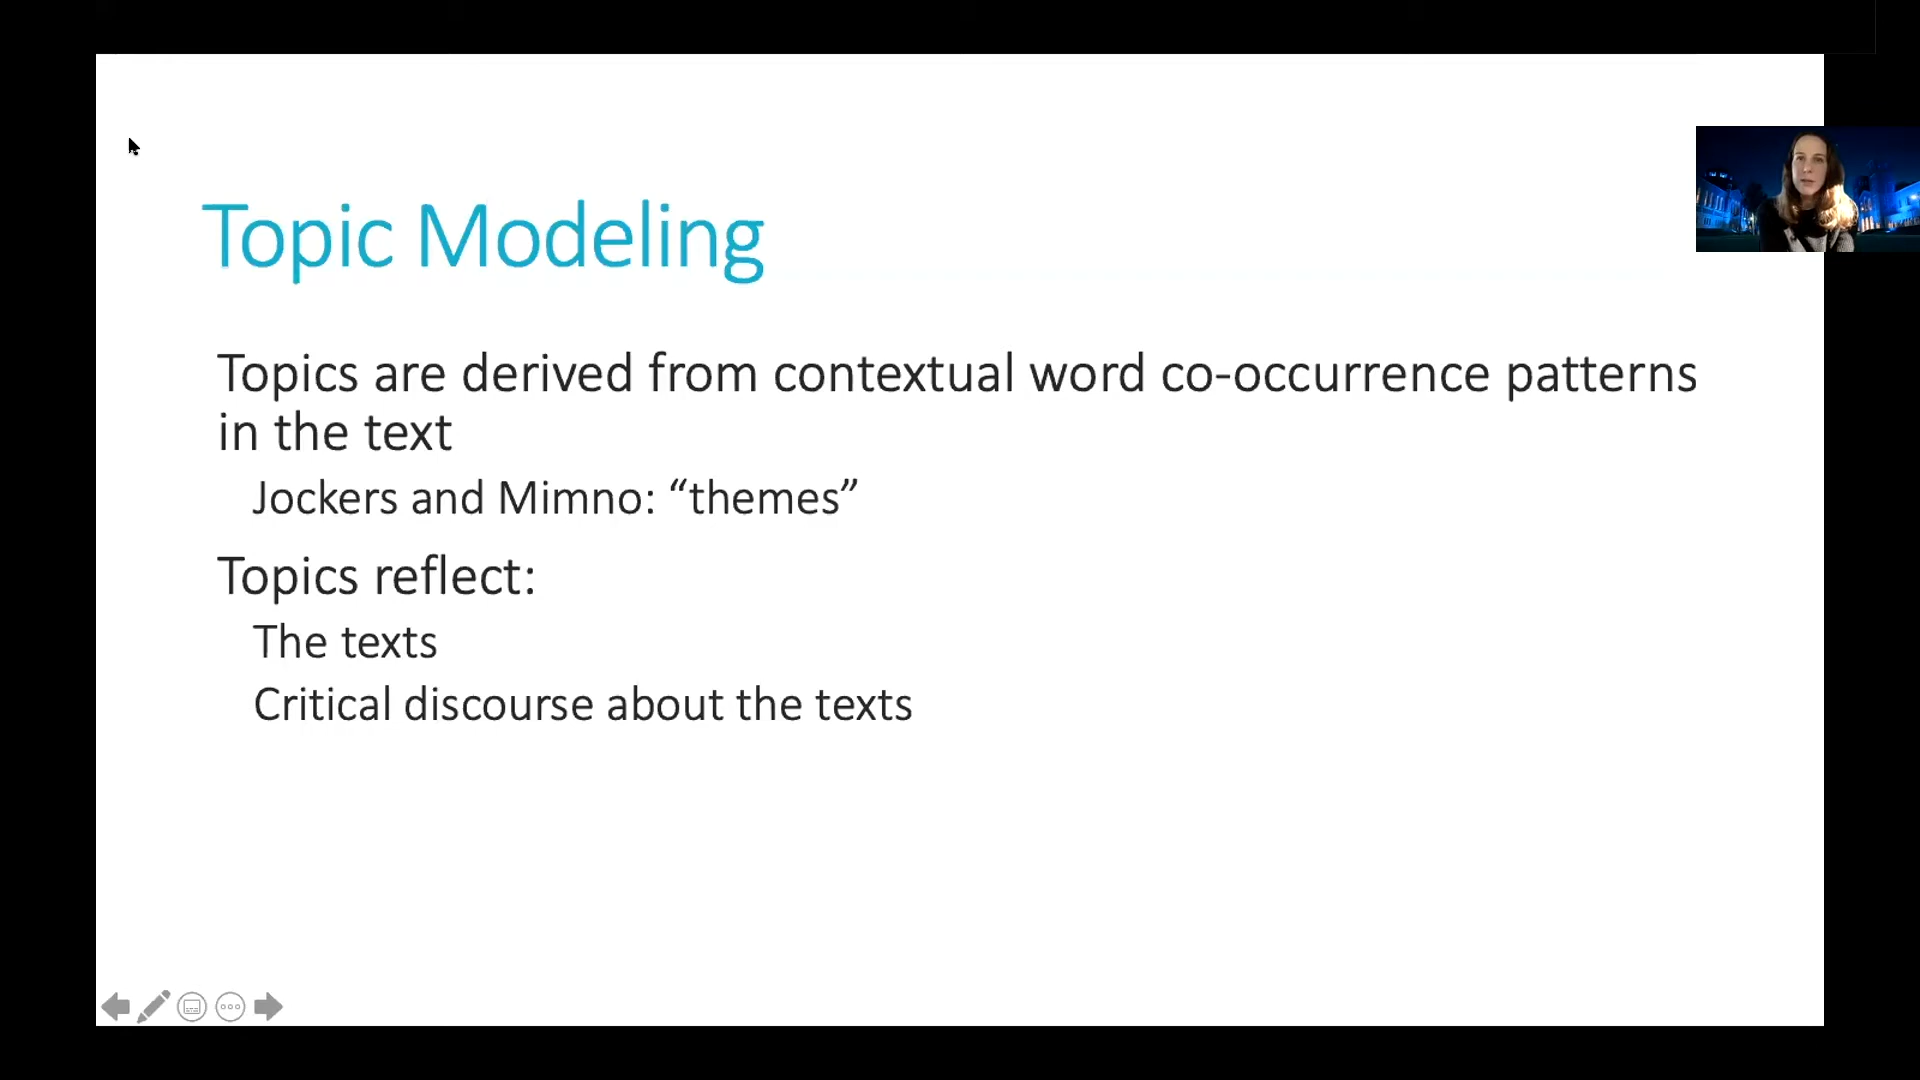 Topic Modeling
Topics are derived from contextual word co-occurrence patterns
in the text
Jockers and Mimno: “themes”
Topics reflect:
The texts
Critical discourse about the texts